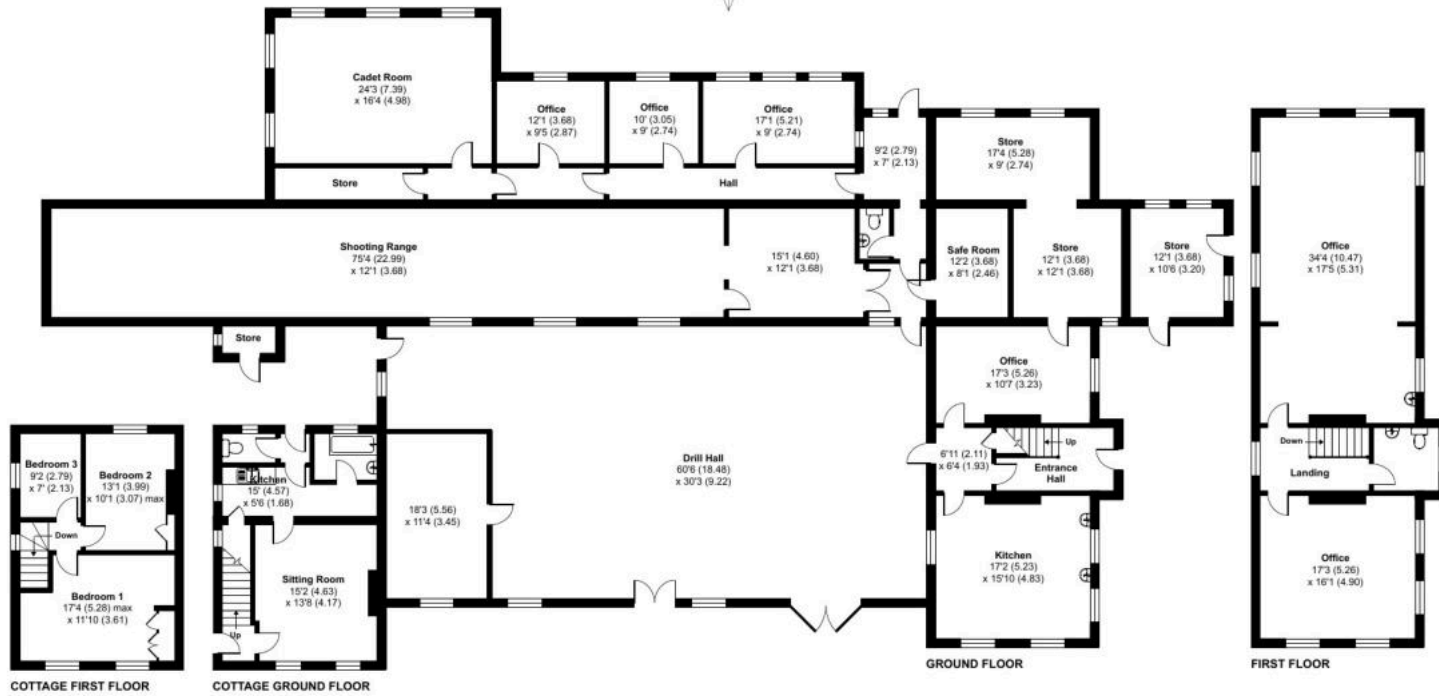 Cadet Room
24'3 (7.39)
x 16'4 (4.98)
Office
12'1 (3.68)
x 9'5 (2.87)
Office
10' (3.05)
x 9' (2.74)
Office
17'1 (5.21)
x 9' (2.74)
9'2 (2.79)
x 7' (2.13)
Store
17'4 (5.28)
x 9' (2.74)
Store
Hall
Shooting Range
75'4 (22.99)
x 12'1 (3.68)
15'1 (4.60)
x 12'1 (3.68)
Safe Room
12'2 (3.68)
x 8'1 (2.46)
Store
12'1 (3.68)
x 12'1 (3.68)
Store
12'1 (3.68)
x 10'6 (3.20)
Office
34'4 (10.47)
x 17'5 (5.31)
Store
Office
17'3 (5.26)
x 10'7 (3.23)
Bedroom 3
9'2 (2.79)
x 7' (2.13)
Bedroom 2
13'1 (3.99)
x 10'1 (3.07) max
Down
Bedroom 1
17'4 (5.28) max
x 11'10 (3.61)
Kitchen
15' (4.57)
x 5'6 (1.68)
Sitting Room
15'2 (4.63)
x 13'8 (4.17)
Up
18'3 (5.56)
x 11'4 (3.45)
Drill Hall
60'6 (18.48)
x 30'3 (9.22)
6'11 (2.11)
x 6'4 (1.93)
Up
Entrance
Hall
Kitchen
17'2 (5.23)
x 15'10 (4.83)
Down
Landing
Office
17'3 (5.26)
x 16'1 (4.90)
COTTAGE FIRST FLOOR
COTTAGE GROUND FLOOR
GROUND FLOOR
FIRST FLOOR